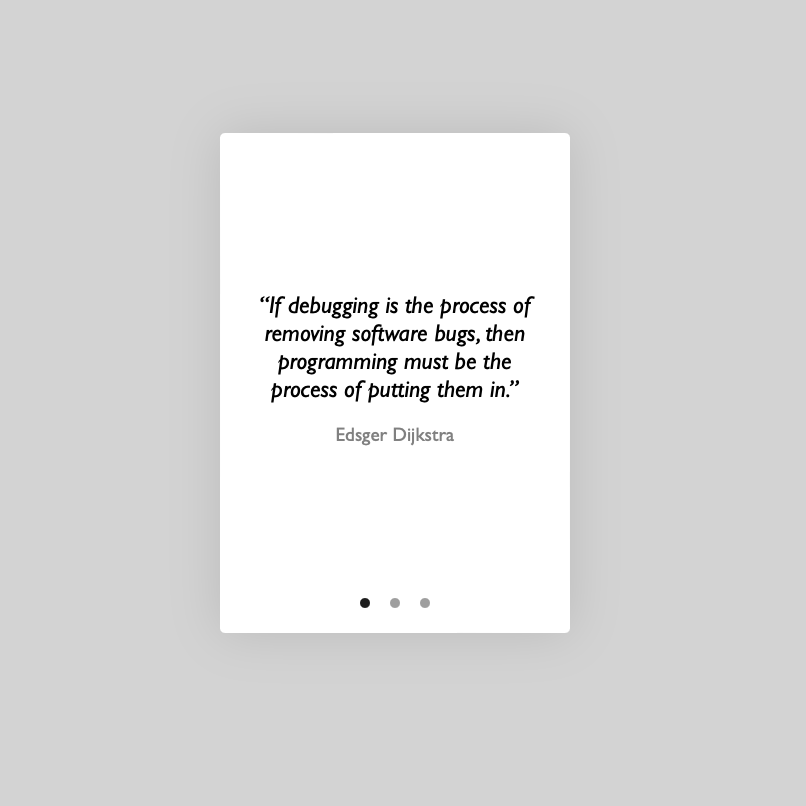 “If debugging is the process of
removing software bugs, then
programming must be the
process of putting them in.”
Edsger Dijkstra